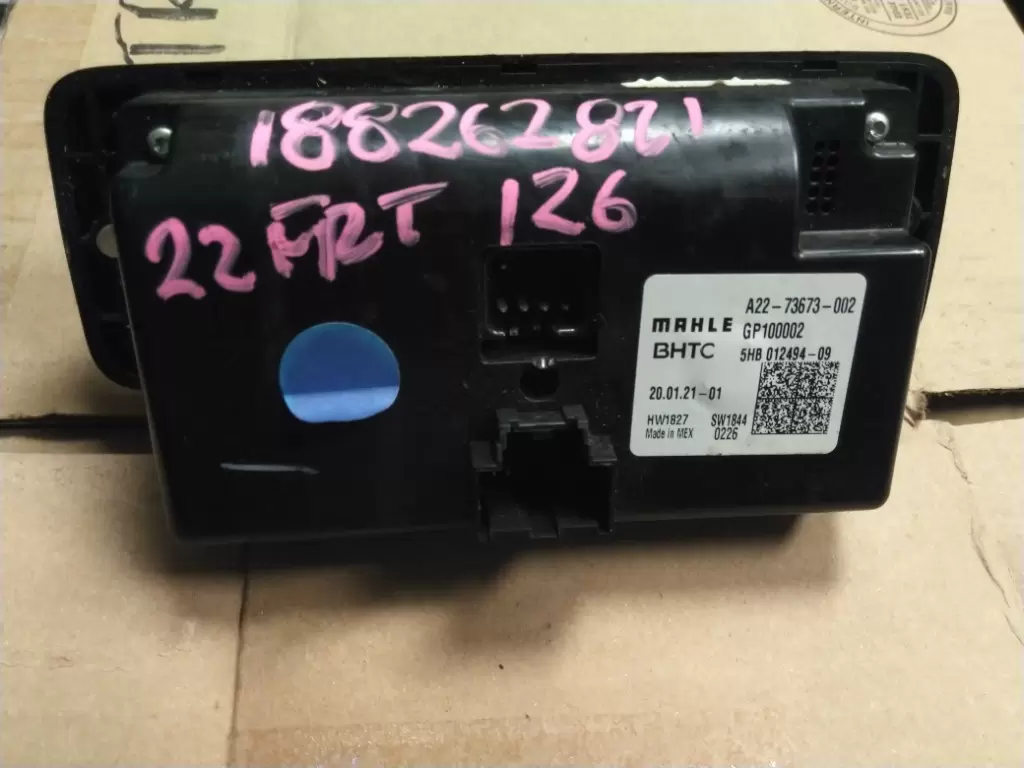 188262821
22 FRT 126
A22-73673-002
MAHLE GP100002
BHTC 5HB 012494-09
20.01.21-01
HW1827 SW1844
Made in MEX 0226